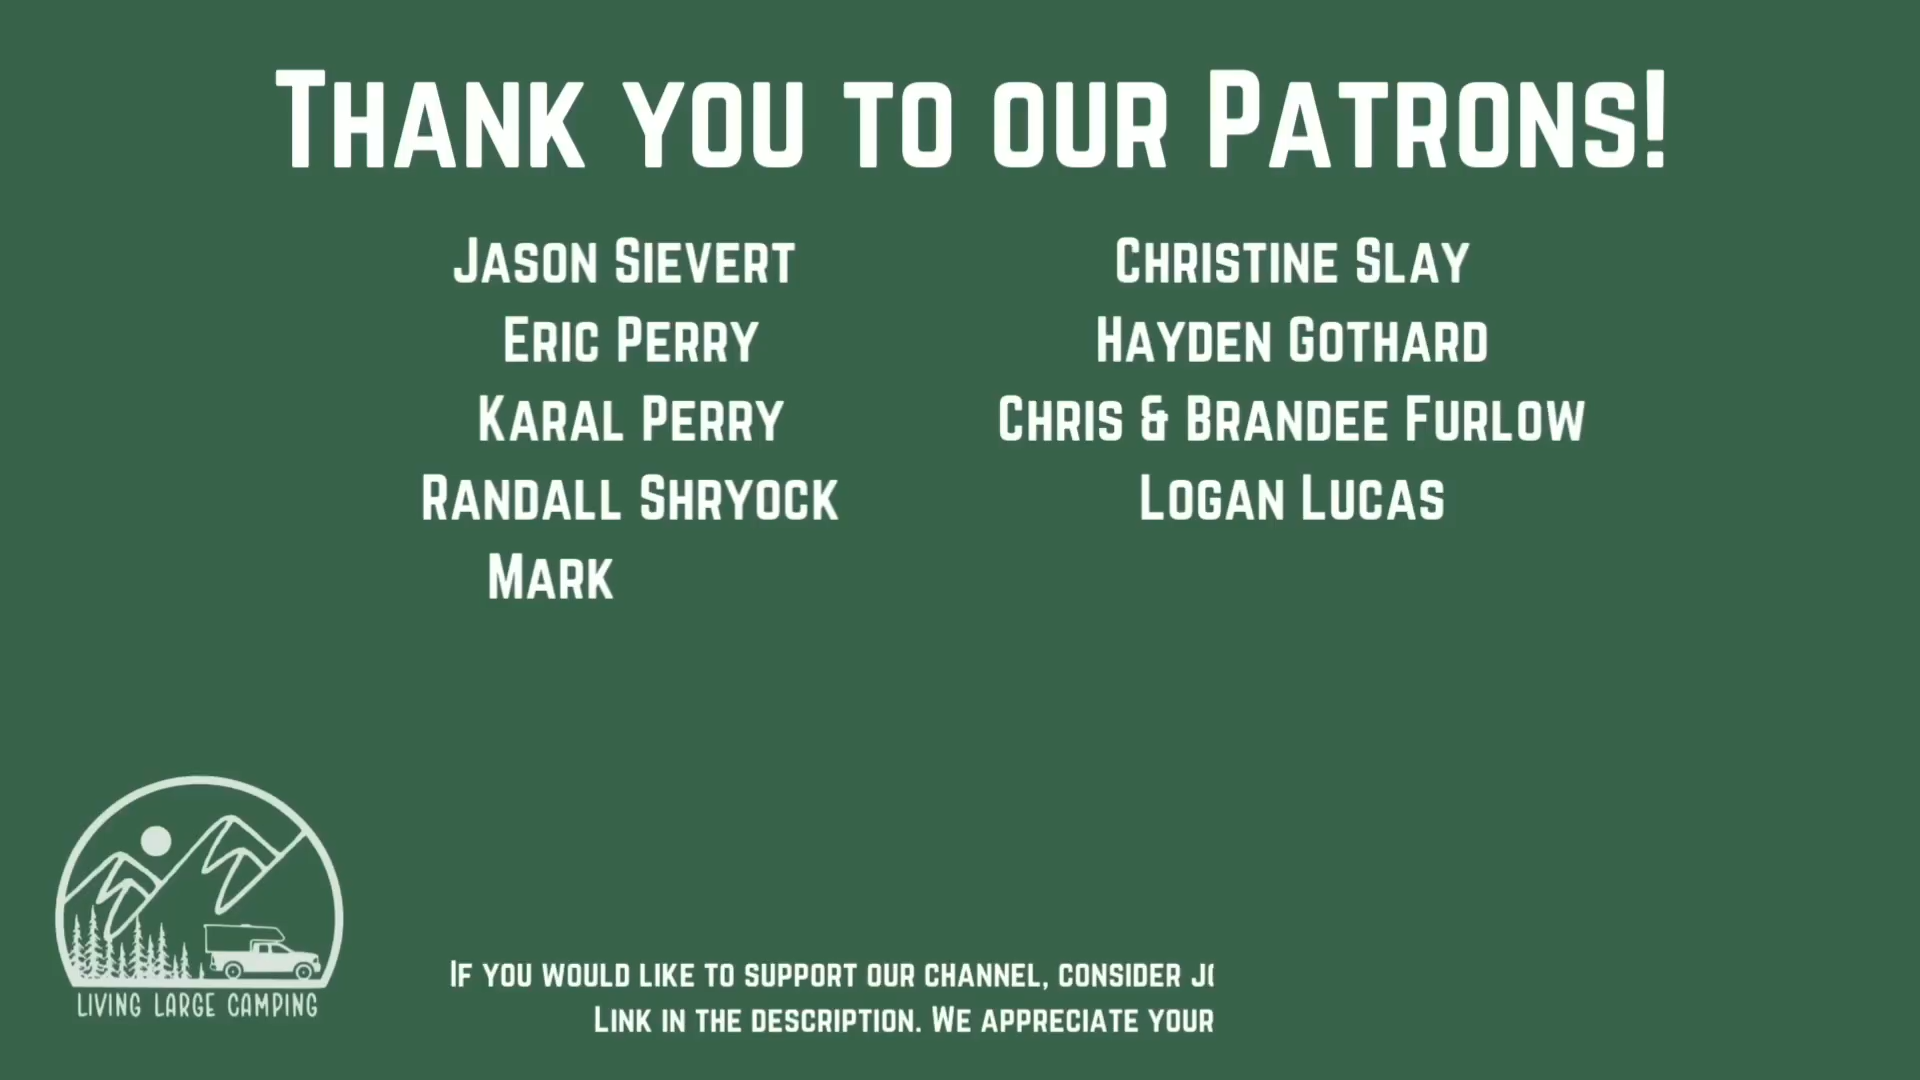 Thank you to our Patrons!
Jason Sievert
Eric Perry
Karal Perry
Randall Shryock
Mark
Christine Slay
Hayden Gothard
Chris & Brandee Furlow
Logan Lucas
If you would like to support our channel, consider
Link in the description. We appreciate your
LIVING LARGE CAMPING